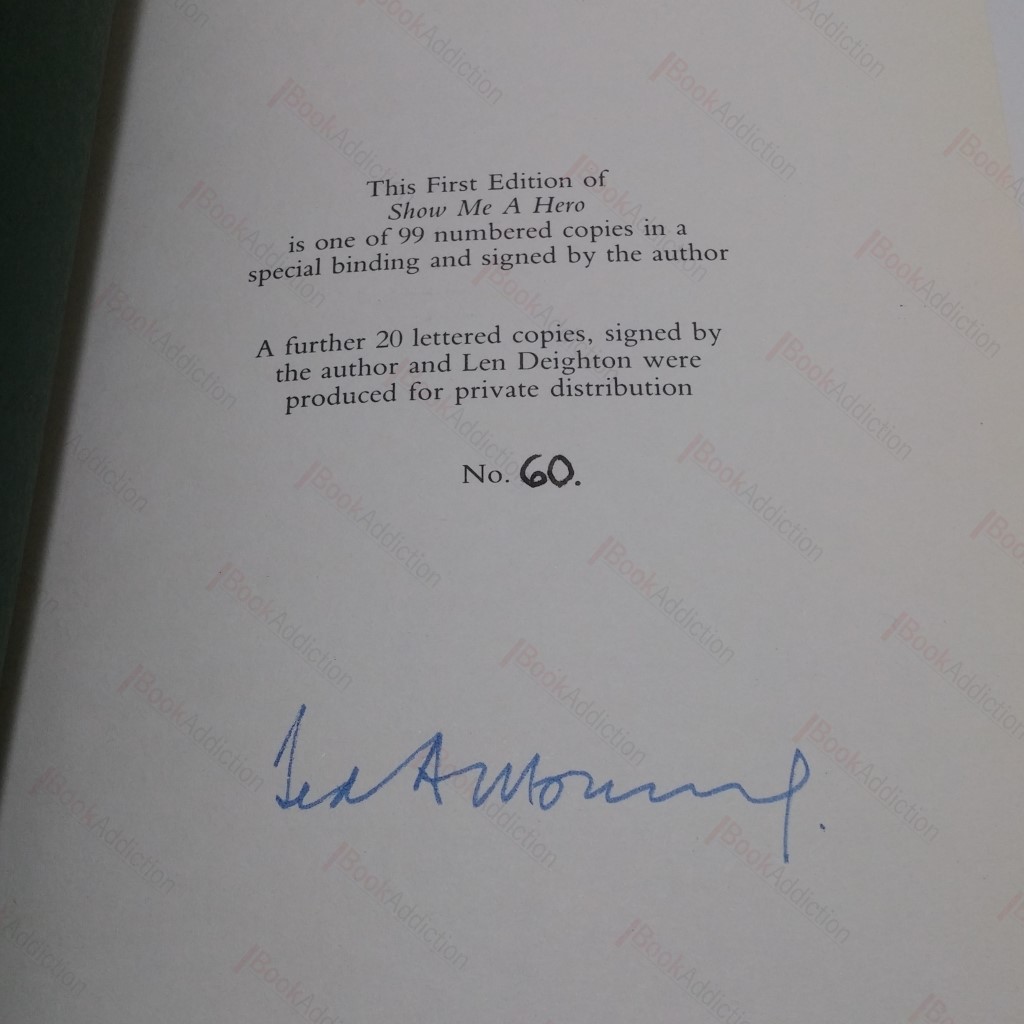 This First Edition of
Show Me A Hero
is one of 99 numbered copies in a
special binding and signed by the author
A further 20 lettered copies, signed by
the author and Len Deighton were
produced for private distribution
No. 60.
Ted
BookAddiction